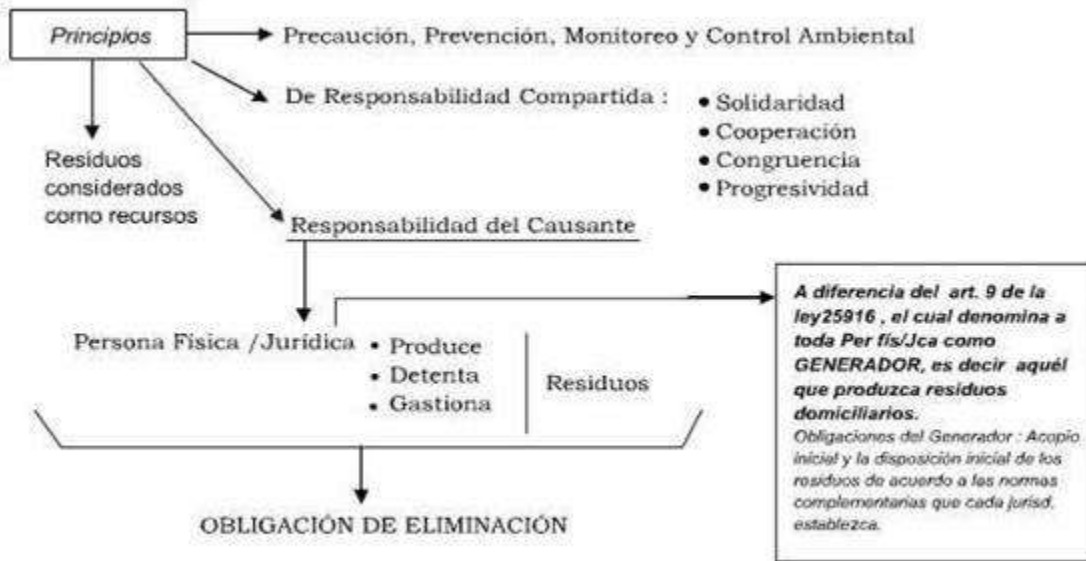 Principios
Precaución, Prevención, Monitoreo y Control Ambiental
De Responsabilidad Compartida :
• Solidaridad
• Cooperación
• Congruencia
• Progresividad
Residuos
considerados
como recursos
Responsabilidad del Causante
Persona Física /Jurídica
• Produce
• Detenta
• Gastiona
Residuos
OBLIGACIÓN DE ELIMINACIÓN
A diferencia del art. 9 de la
ley25916 , el cual denomina a
toda Per fís/Jca como
GENERADOR, es decir aquél
que produzca residuos
domiciliarios.
Obligaciones del Generador : Acopio
inicial y la disposición inicial de los
residuos de acuerdo a las normas
complementarias que cada jurisd.
establezca.